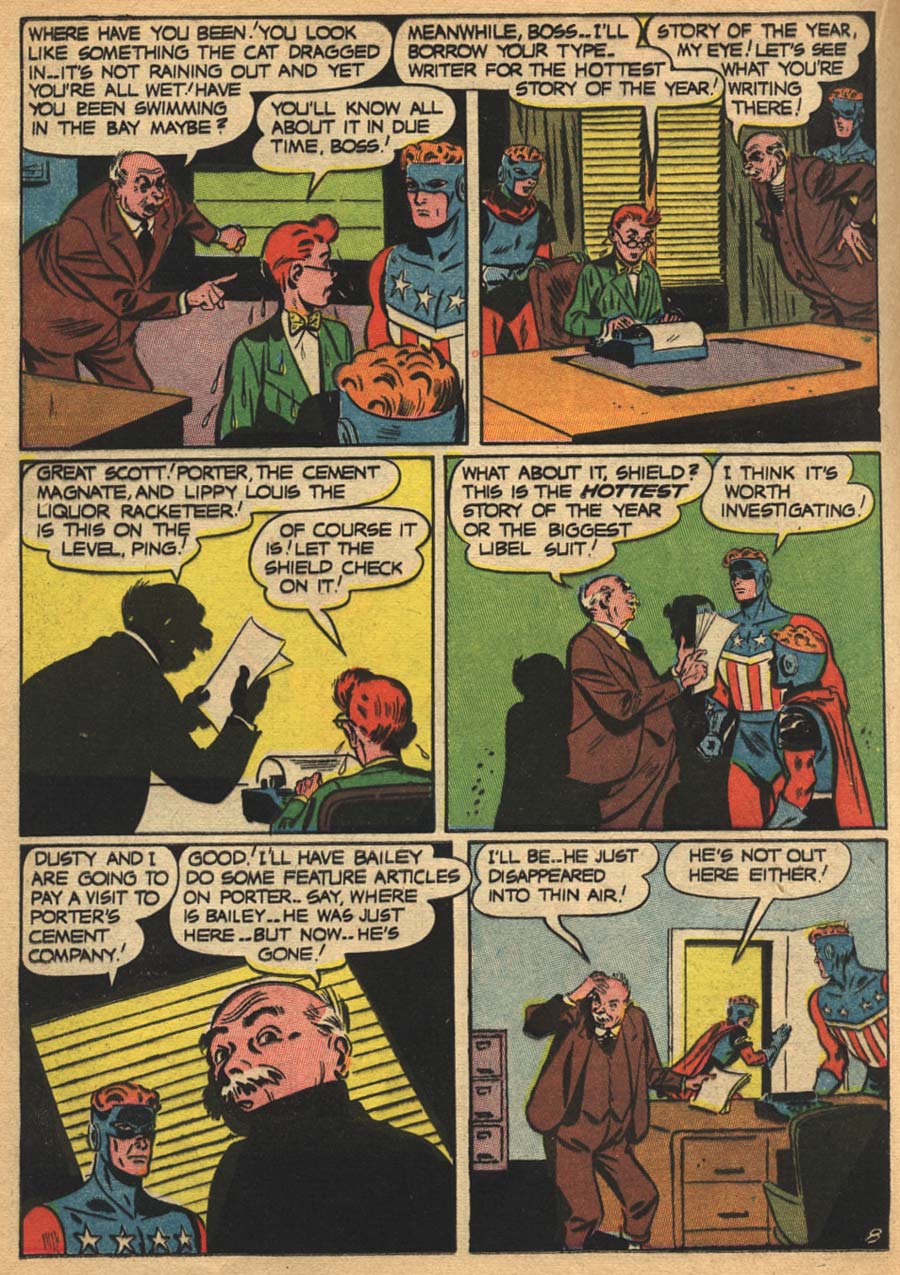 WHERE HAVE YOU BEEN! YOU LOOK
LIKE SOMETHING THE CAT DRAGGED
IN--IT'S NOT RAINING OUT AND YET
YOU'RE ALL WET! HAVE
YOU BEEN SWIMMING
IN THE BAY MAYBE?
YOU'LL KNOW ALL
ABOUT IT IN DUE
TIME, BOSS!
MEANWHILE, BOSS--I'LL
BORROW YOUR TYPE--
WRITER FOR THE HOTTEST
STORY OF THE YEAR!
STORY OF THE YEAR,
MY EYE! LET'S SEE
WHAT YOU'RE
WRITING
THERE!
GREAT SCOTT! PORTER, THE CEMENT
MAGNATE, AND LIPPY LOUIS THE
LIQUOR RACKETEER!
IS THIS ON THE
LEVEL, PING!
OF COURSE IT
IS! LET THE
SHIELD CHECK
ON IT!
WHAT ABOUT IT, SHIELD?
THIS IS THE HOTTEST
STORY OF THE YEAR
OR THE BIGGEST
LIBEL SUIT!
I THINK IT'S
WORTH
INVESTIGATING!
DUSTY AND I
ARE GOING TO
PAY A VISIT TO
PORTER'S
CEMENT
COMPANY!
GOOD! I'LL HAVE BAILEY
DO SOME FEATURE ARTICLES
ON PORTER-- SAY, WHERE
IS BAILEY--HE WAS JUST
HERE--BUT NOW--HE'S
GONE!
I'LL BE--HE JUST
DISAPPEARED
INTO THIN AIR!
HE'S NOT OUT
HERE EITHER!
8